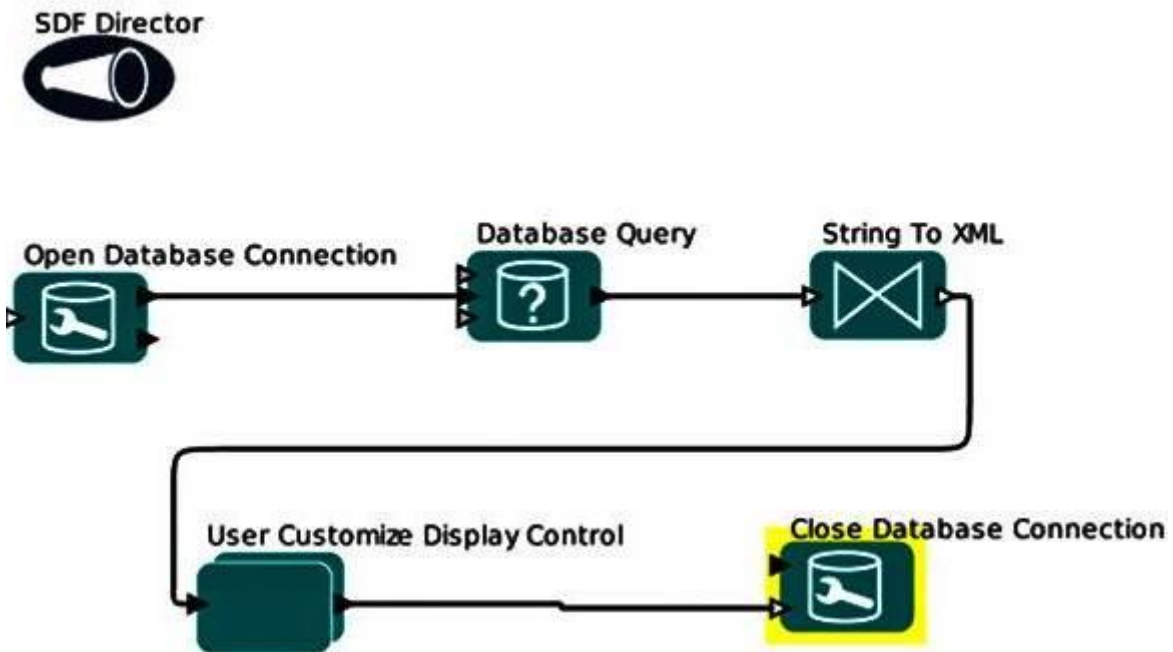 SDF Director
Open Database Connection
Database Query
?
String To XML
User Customize Display Control
Close Database Connection